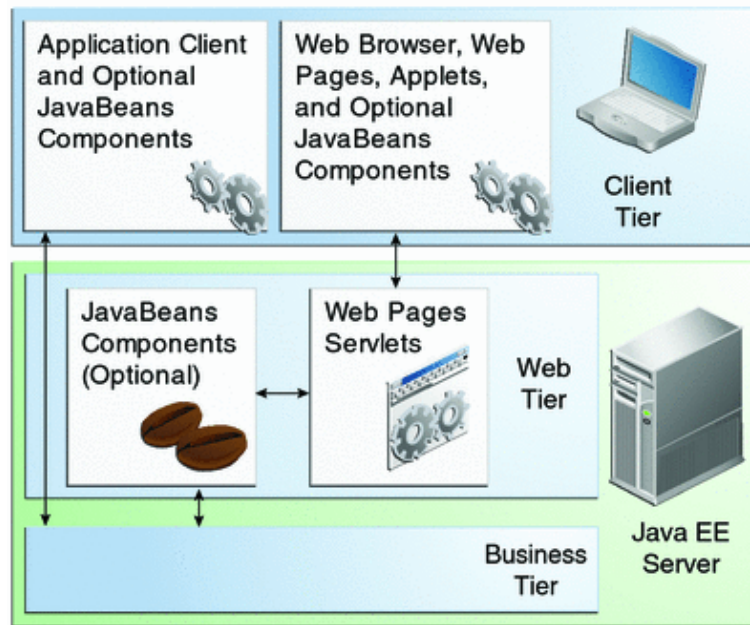 Application Client
and Optional
JavaBeans
Components
Web Browser, Web
Pages, Applets,
and Optional
JavaBeans
Components
Client
Tier
JavaBeans
Components
(Optional)
Web Pages
Servlets
Web
Tier
Java EE
Server
Business
Tier